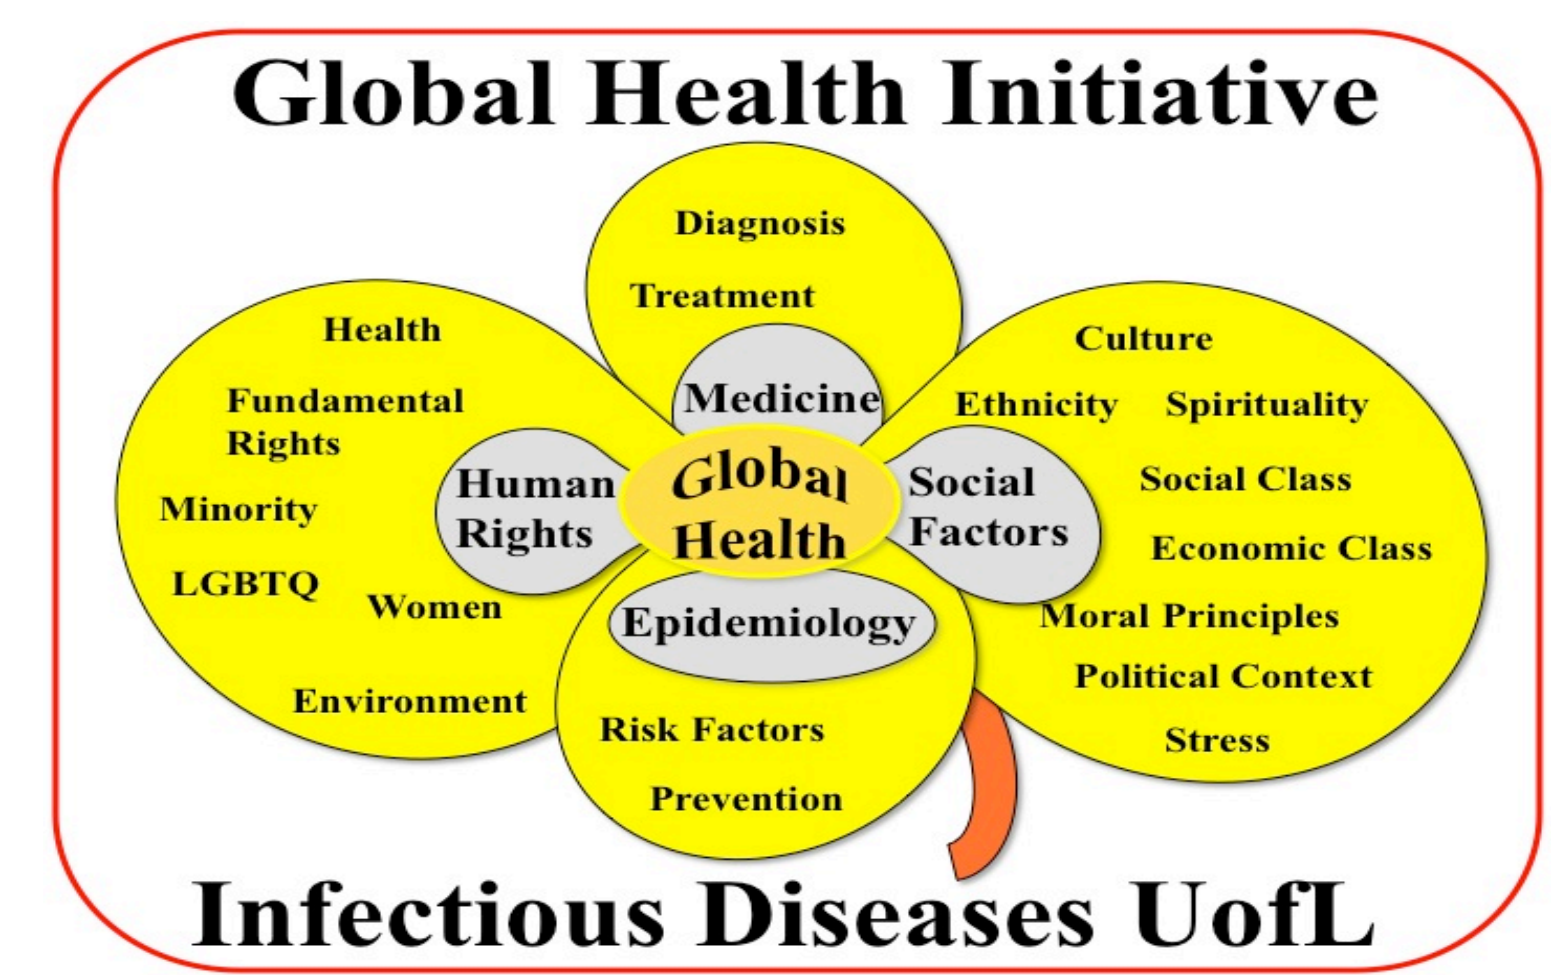 Global Health Initiative
Diagnosis
Treatment
Medicine
Health
Fundamental
Rights
Minority
LGBTQ
Women
Environment
Human
Rights
Global
Health
Social
Factors
Culture
Ethnicity Spirituality
Social Class
Economic Class
Moral Principles
Political Context
Stress
Epidemiology
Risk Factors
Prevention
Infectious Diseases UofL